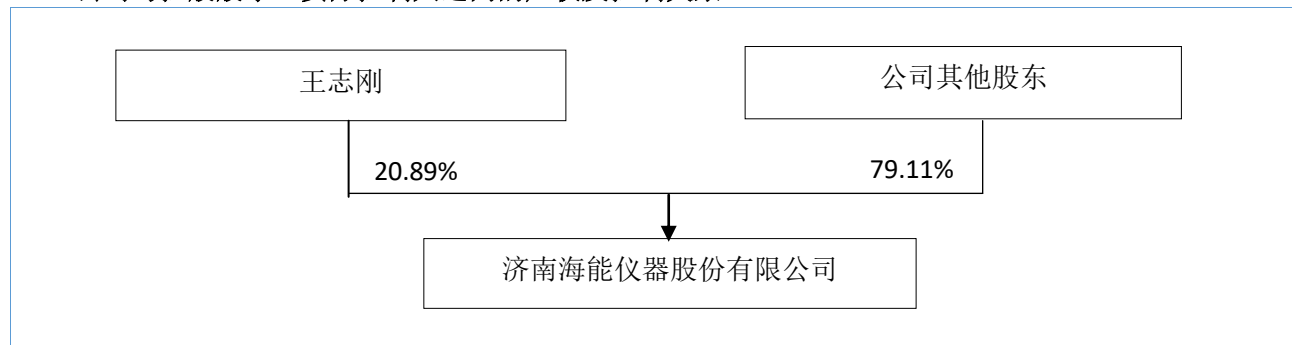 王志刚
公司其他股东
20.89%
79.11%
济南海能仪器股份有限公司